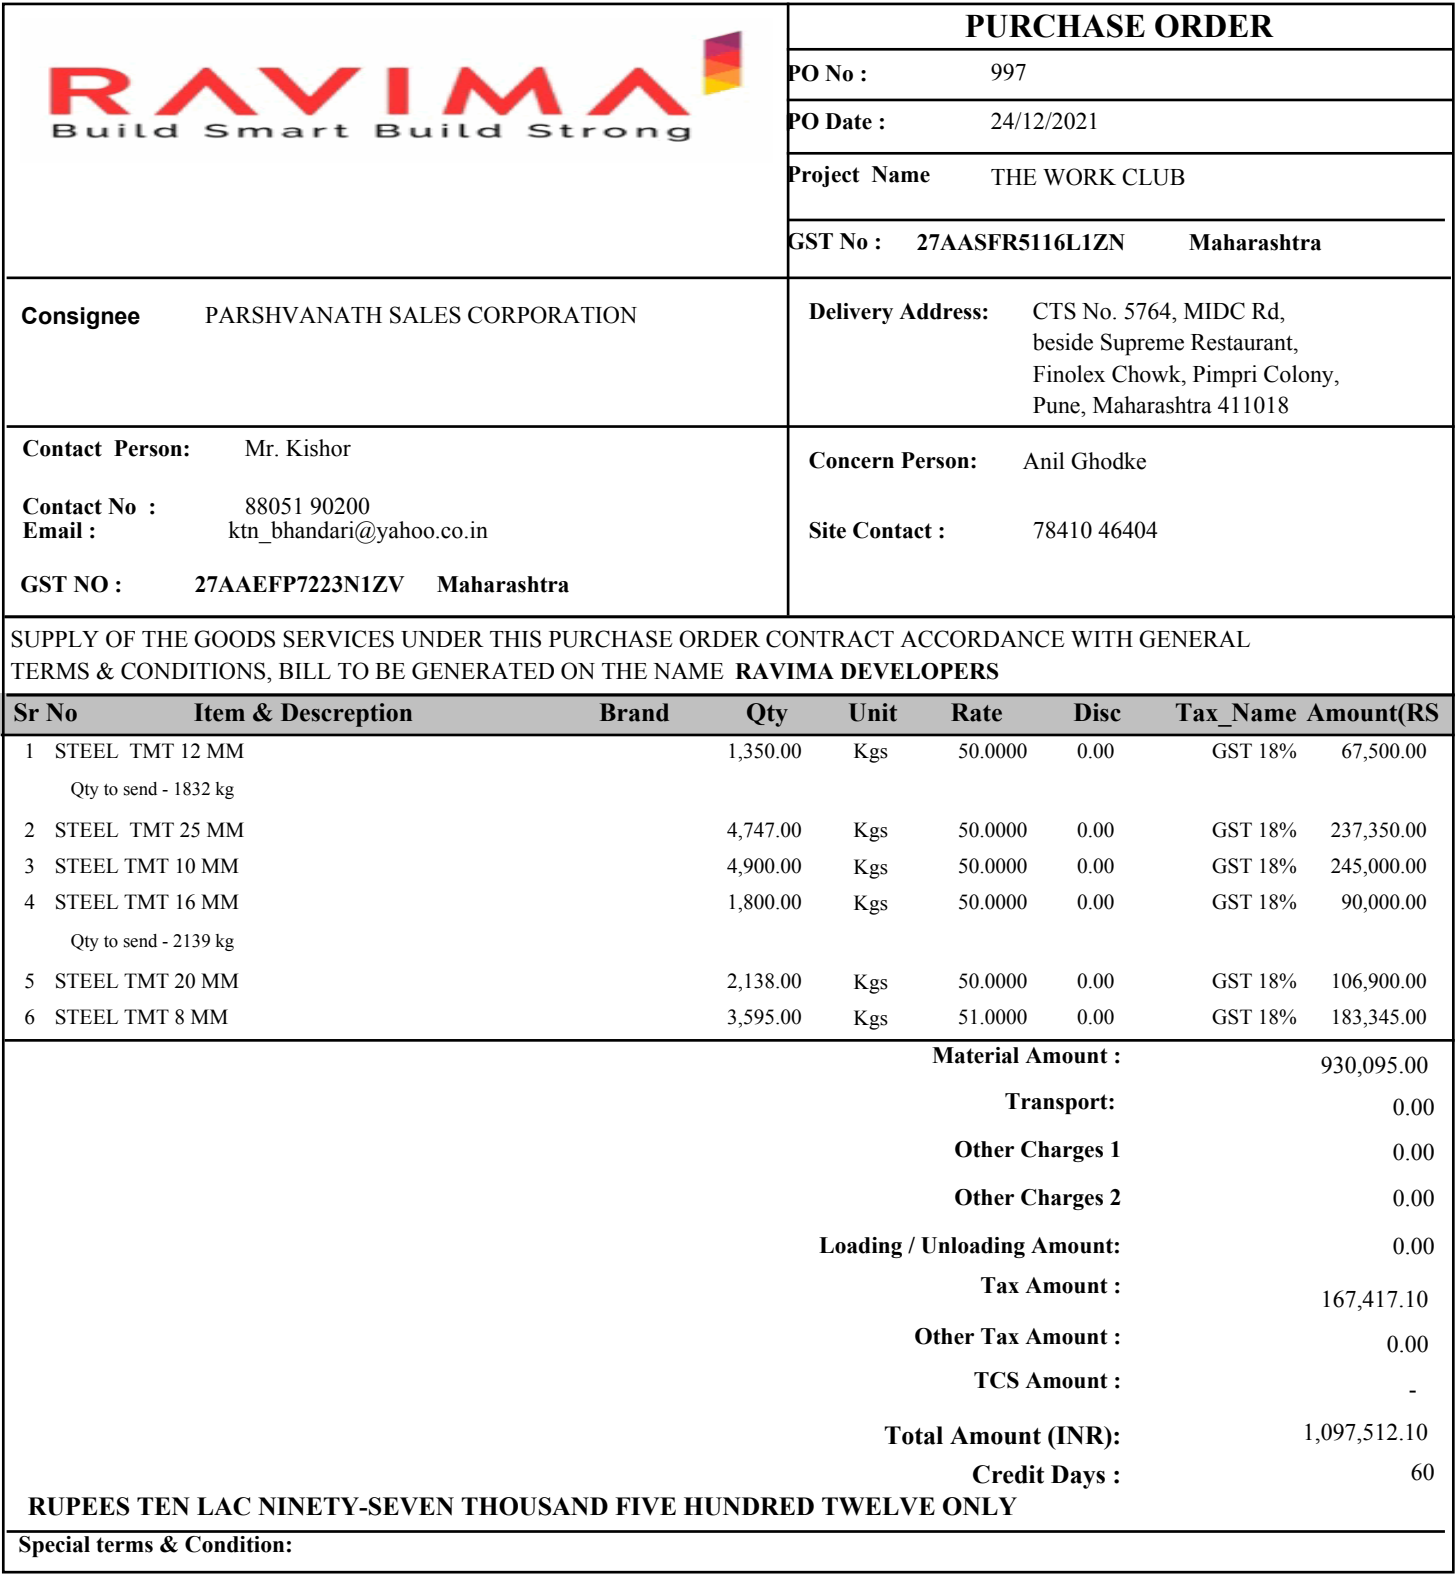 RAVIMA
Build Smart Build Strong
PURCHASE ORDER
PO No : 997
PO Date : 24/12/2021
Project Name THE WORK CLUB
GST No : 27AASFR5116L1ZN Maharashtra
Consignee PARSHVANATH SALES CORPORATION
Delivery Address: CTS No. 5764, MIDC Rd,
beside Supreme Restaurant,
Finolex Chowk, Pimpri Colony,
Pune, Maharashtra 411018
Contact Person: Mr. Kishor
Contact No : 88051 90200
Email : ktn_bhandari@yahoo.co.in
GST NO : 27AAEFP7223N1ZV Maharashtra
Concern Person: Anil Ghodke
Site Contact : 78410 46404
SUPPLY OF THE GOODS SERVICES UNDER THIS PURCHASE ORDER CONTRACT ACCORDANCE WITH GENERAL
TERMS & CONDITIONS, BILL TO BE GENERATED ON THE NAME RAVIMA DEVELOPERS
Sr No Item & Descreption Brand Qty Unit Rate Disc Tax_Name Amount(RS
1 STEEL TMT 12 MM 1,350.00 Kgs 50.0000 0.00 GST 18% 67,500.00
Qty to send - 1832 kg
2 STEEL TMT 25 MM 4,747.00 Kgs 50.0000 0.00 GST 18% 237,350.00
3 STEEL TMT 10 MM 4,900.00 Kgs 50.0000 0.00 GST 18% 245,000.00
4 STEEL TMT 16 MM 1,800.00 Kgs 50.0000 0.00 GST 18% 90,000.00
Qty to send - 2139 kg
5 STEEL TMT 20 MM 2,138.00 Kgs 50.0000 0.00 GST 18% 106,900.00
6 STEEL TMT 8 MM 3,595.00 Kgs 51.0000 0.00 GST 18% 183,345.00
Material Amount : 930,095.00
Transport: 0.00
Other Charges 1 0.00
Other Charges 2 0.00
Loading / Unloading Amount: 0.00
Tax Amount : 167,417.10
Other Tax Amount : 0.00
TCS Amount : -
Total Amount (INR): 1,097,512.10
Credit Days : 60
RUPEES TEN LAC NINETY-SEVEN THOUSAND FIVE HUNDRED TWELVE ONLY
Special terms & Condition: